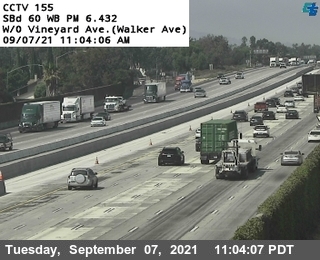 CCTV 155
SBd 60 WB PM 6.432
W/O Vineyard Ave.(Walker Ave)
09/07/21 11:04:06 AM
Tuesday, September 07, 2021 11:04:07 PDT